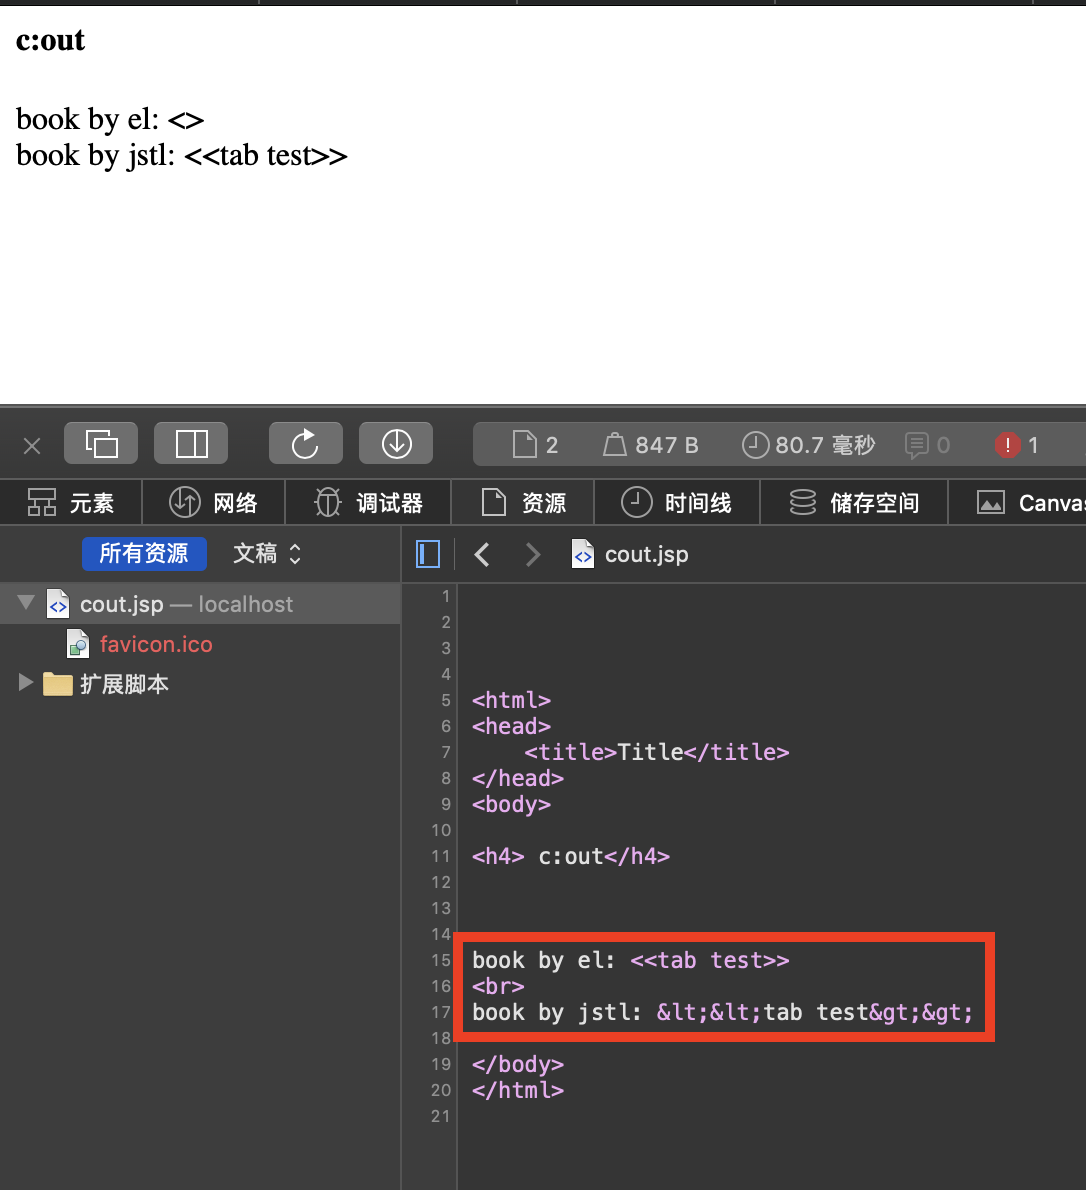 c:out
book by el: <>
book by jstl: <<tab test>>
2 847 B 80.7 毫秒 0 1
元素 网络 调试器 资源 时间线 储存空间 Canvas
所有资源 文稿 cout.jsp
cout.jsp — localhost
favicon.ico
扩展脚本
1
2
3
4
5 <html>
6 <head>
7 <title>Title</title>
8 </head>
9 <body>
10
11 <h4> c:out</h4>
12
13
14
15 book by el: <<tab test>>
16 <br>
17 book by jstl: &lt;&lt;tab test&gt;&gt;
18
19 </body>
20 </html>
21